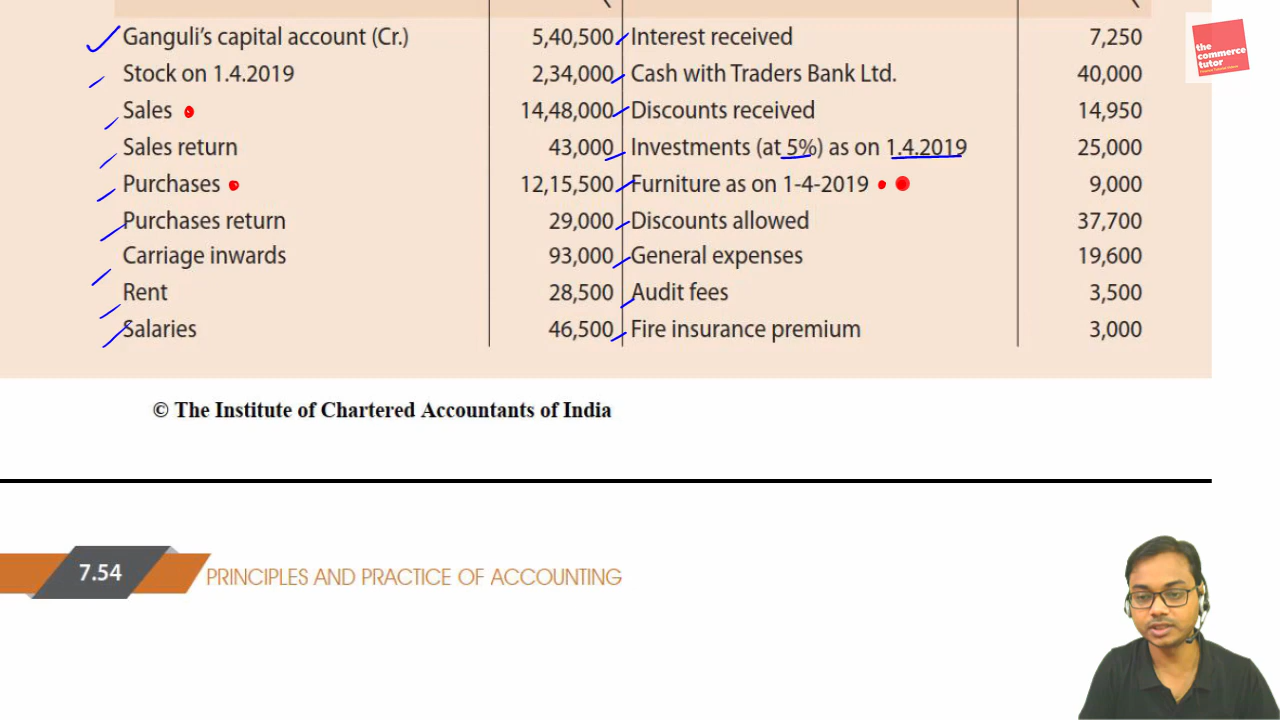 Ganguli's capital account (Cr.) 5,40,500 Interest received 7,250
Stock on 1.4.2019 2,34,000 Cash with Traders Bank Ltd. 40,000
Sales 14,48,000 Discounts received 14,950
Sales return 43,000 Investments (at 5%) as on 1.4.2019 25,000
Purchases 12,15,500 Furniture as on 1-4-2019 9,000
Purchases return 29,000 Discounts allowed 37,700
Carriage inwards 93,000 General expenses 19,600
Rent 28,500 Audit fees 3,500
Salaries 46,500 Fire insurance premium 3,000
© The Institute of Chartered Accountants of India
7.54 PRINCIPLES AND PRACTICE OF ACCOUNTING
the
commerce
tutor